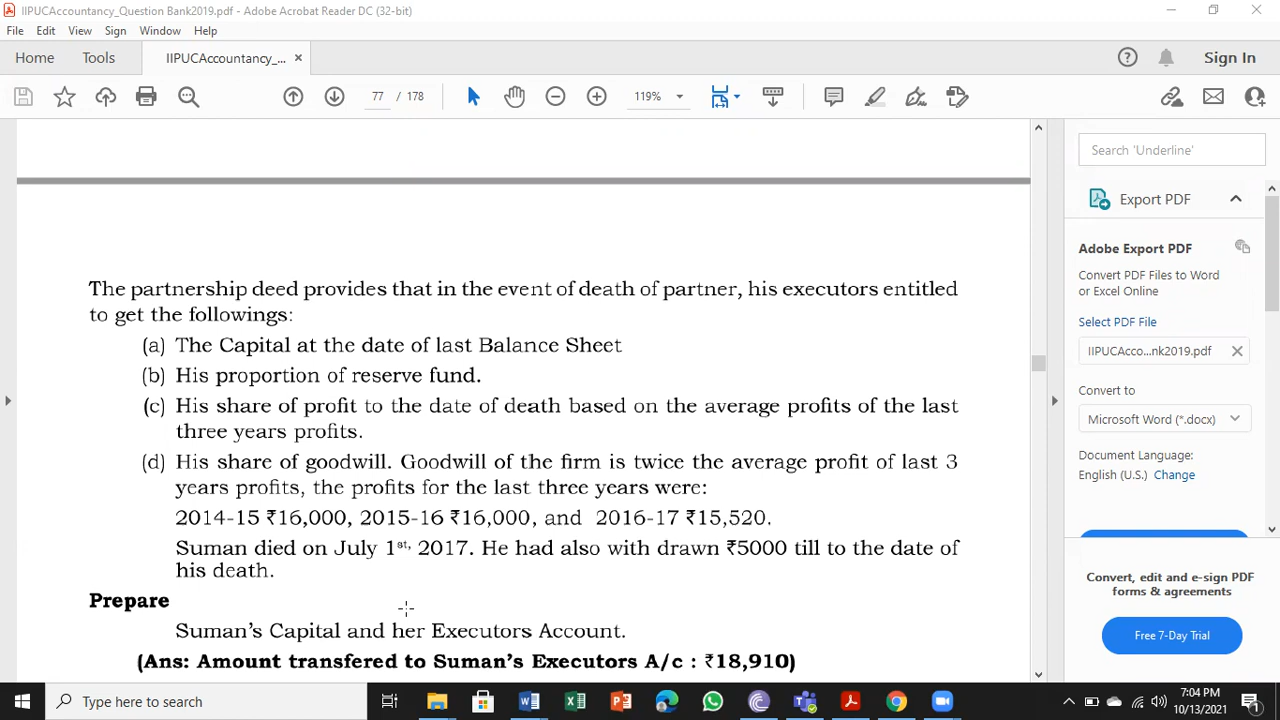 IIPUCAccountancy_Question Bank2019.pdf - Adobe Acrobat Reader DC (32-bit)
File Edit View Sign Window Help
Home Tools IIPUCAccountancy_... × Sign In
77 / 178 119%
The partnership deed provides that in the event of death of partner, his executors entitled
to get the followings:
(a) The Capital at the date of last Balance Sheet
(b) His proportion of reserve fund.
(c) His share of profit to the date of death based on the average profits of the last
three years profits.
(d) His share of goodwill. Goodwill of the firm is twice the average profit of last 3
years profits, the profits for the last three years were:
2014-15 ₹16,000, 2015-16 ₹16,000, and 2016-17 ₹15,520.
Suman died on July 1st, 2017. He had also with drawn ₹5000 till to the date of
his death.
Prepare
Suman's Capital and her Executors Account.
(Ans: Amount transfered to Suman's Executors A/c : ₹18,910)
Search 'Underline'
Export PDF
Adobe Export PDF
Convert PDF Files to Word
or Excel Online
Select PDF File
IIPUCAcco...nk2019.pdf
Convert to
Microsoft Word (*.docx)
Document Language:
English (U.S.) Change
Convert, edit and e-sign PDF
forms & agreements
Free 7-Day Trial
Type here to search
7:04 PM
10/13/2021
1